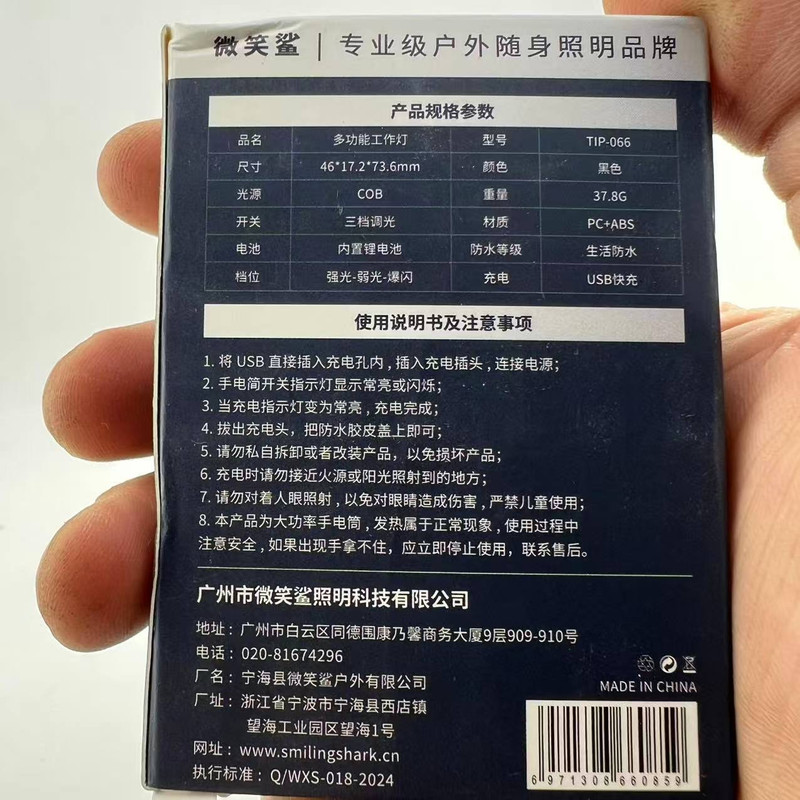 微笑鲨 | 专业级户外随身照明品牌
产品规格参数
品名 多功能工作灯 型号 TIP-066
尺寸 46*17.2*73.6mm 颜色 黑色
光源 COB 重量 37.8G
开关 三档调光 材质 PC+ABS
电池 内置锂电池 防水等级 生活防水
档位 强光-弱光-爆闪 充电 USB快充
使用说明书及注意事项
1. 将 USB 直接插入充电孔内 , 插入充电插头 , 连接电源；
2. 手电简开关指示灯显示常亮或闪烁；
3. 当充电指示灯变为常亮 , 充电完成；
4. 拔出充电头，把防水胶皮盖上即可；
5. 请勿私自拆卸或者改装产品，以免损坏产品；
6. 充电时请勿接近火源或阳光照射到的地方；
7. 请勿对着人眼照射 , 以免对眼睛造成伤害 , 严禁儿童使用；
8. 本产品为大功率手电筒 , 发热属于正常现象 , 使用过程中
注意安全 , 如果出现手拿不住，应立即停止使用，联系售后。
广州市微笑鲨照明科技有限公司
地址：广州市白云区同德围康乃馨商务大厦9层909-910号
电话：020-81674296
厂名：宁海县微笑鲨户外有限公司
MADE IN CHINA
厂址：浙江省宁波市宁海县西店镇
望海工业园区望海1号
网址：www.smilingshark.cn
执行标准：Q/WXS-018-2024
6 971308 660859